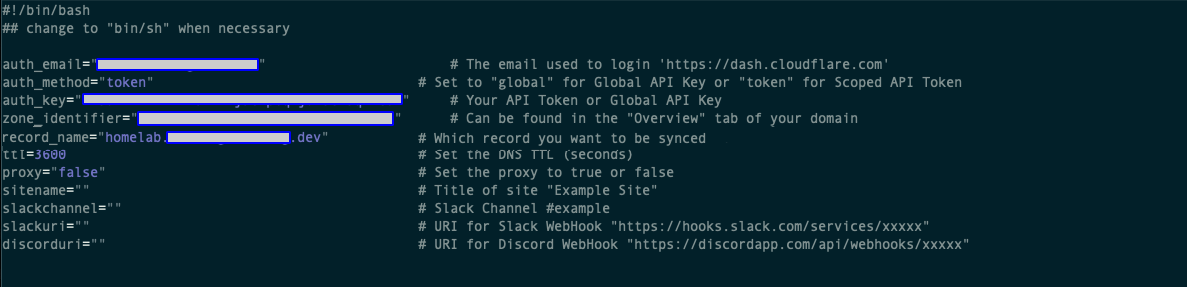 #!/bin/bash
## change to "bin/sh" when necessary
auth_email=" " # The email used to login 'https://dash.cloudflare.com'
auth_method="token" # Set to "global" for Global API Key or "token" for Scoped API Token
auth_key=" " # Your API Token or Global API Key
zone_identifier=" " # Can be found in the "Overview" tab of your domain
record_name="homelab. .dev" # Which record you want to be synced
ttl=3600 # Set the DNS TTL (seconds)
proxy="false" # Set the proxy to true or false
sitename="" # Title of site "Example Site"
slackchannel="" # Slack Channel #example
slackuri="" # URI for Slack WebHook "https://hooks.slack.com/services/xxxxx"
discorduri="" # URI for Discord WebHook "https://discordapp.com/api/webhooks/xxxxx"